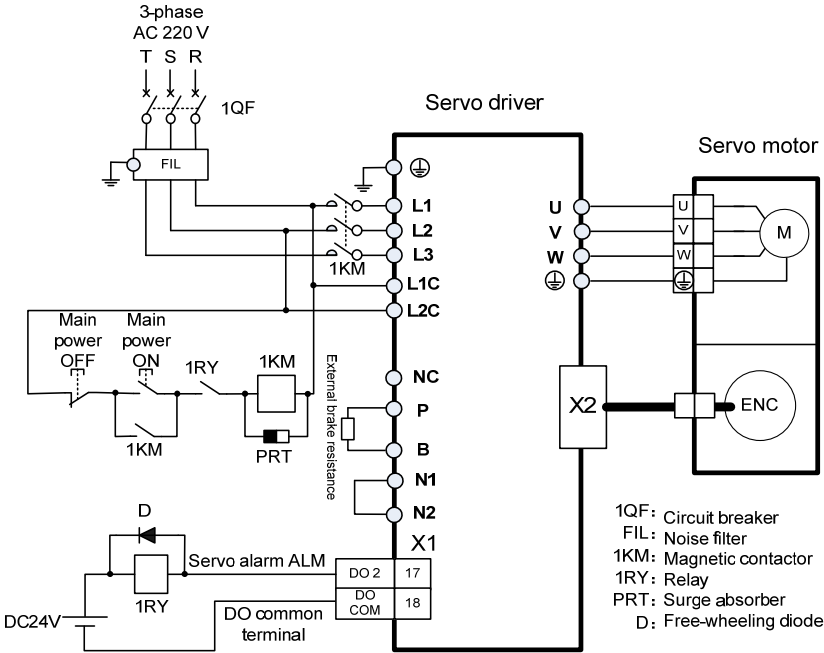 3-phase
AC 220 V
T S R
1QF
FIL
Servo driver
Servo motor
L1
L2
L3
1KM
L1C
L2C
U
V
W
U
V
W
M
Main power OFF
Main power ON
1RY
1KM
1KM
PRT
External brake resistance
NC
P
B
N1
N2
X2
ENC
X1
D
1RY
Servo alarm ALM
DO 2
17
DO COM
18
DC24V
DO common
terminal
1QF: Circuit breaker
FIL: Noise filter
1KM: Magnetic contactor
1RY: Relay
PRT: Surge absorber
D: Free-wheeling diode